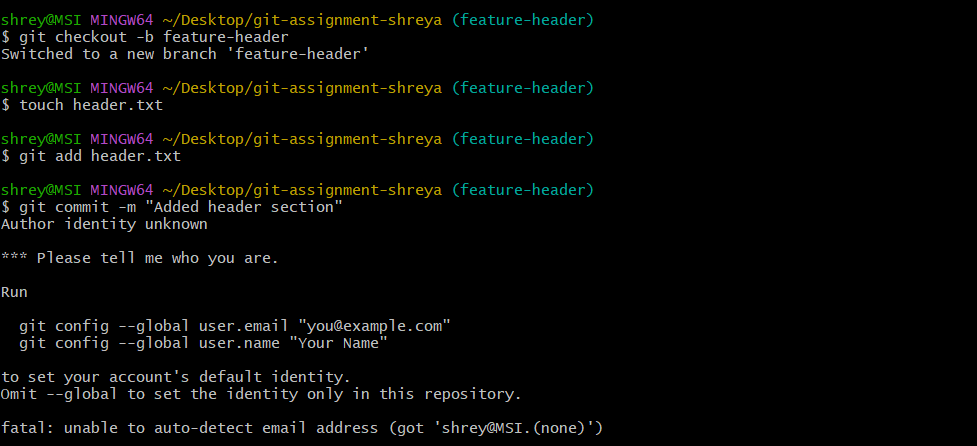 shrey@MSI MINGW64 ~/Desktop/git-assignment-shreya (feature-header)
$ git checkout -b feature-header
Switched to a new branch 'feature-header'
shrey@MSI MINGW64 ~/Desktop/git-assignment-shreya (feature-header)
$ touch header.txt
shrey@MSI MINGW64 ~/Desktop/git-assignment-shreya (feature-header)
$ git add header.txt
shrey@MSI MINGW64 ~/Desktop/git-assignment-shreya (feature-header)
$ git commit -m "Added header section"
Author identity unknown
*** Please tell me who you are.
Run
  git config --global user.email "you@example.com"
  git config --global user.name "Your Name"
to set your account's default identity.
Omit --global to set the identity only in this repository.
fatal: unable to auto-detect email address (got 'shrey@MSI.(none)')